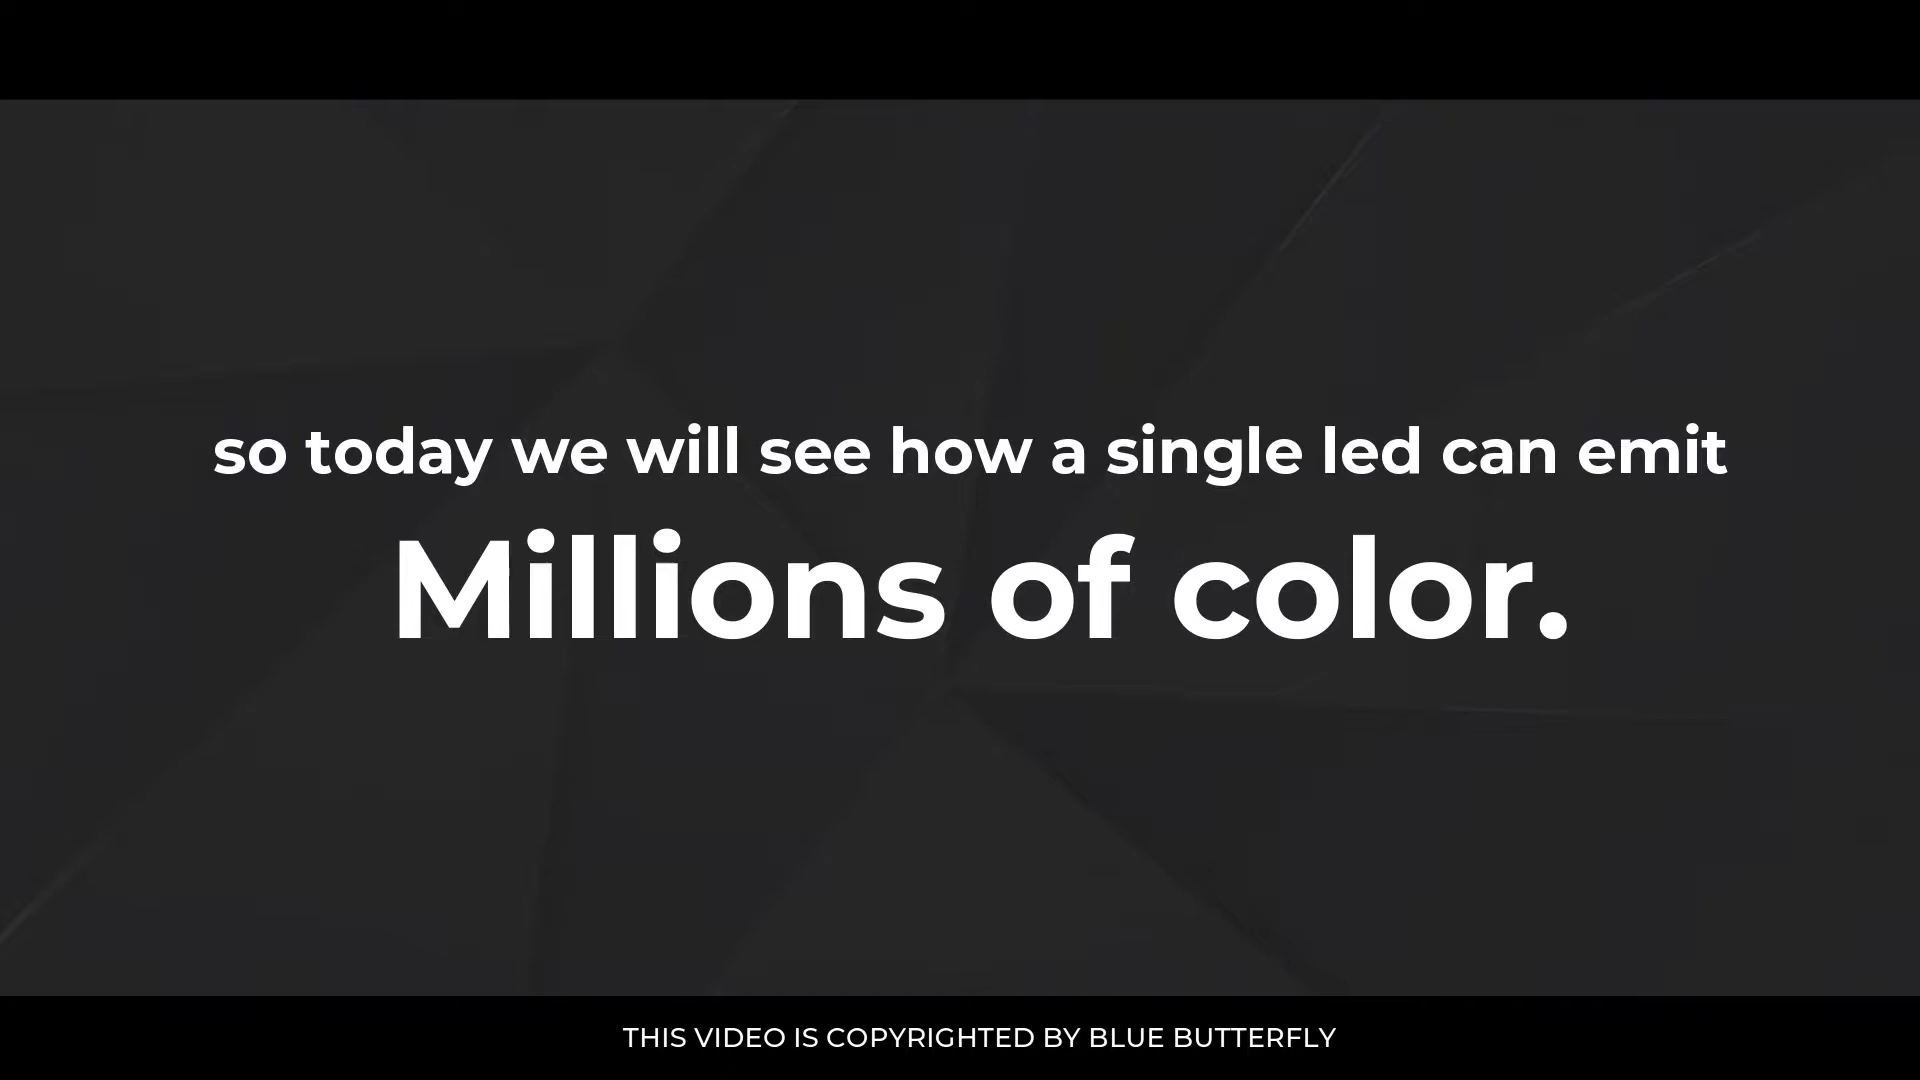 so today we will see how a single led can emit
Millions of color.
THIS VIDEO IS COPYRIGHTED BY BLUE BUTTERFLY